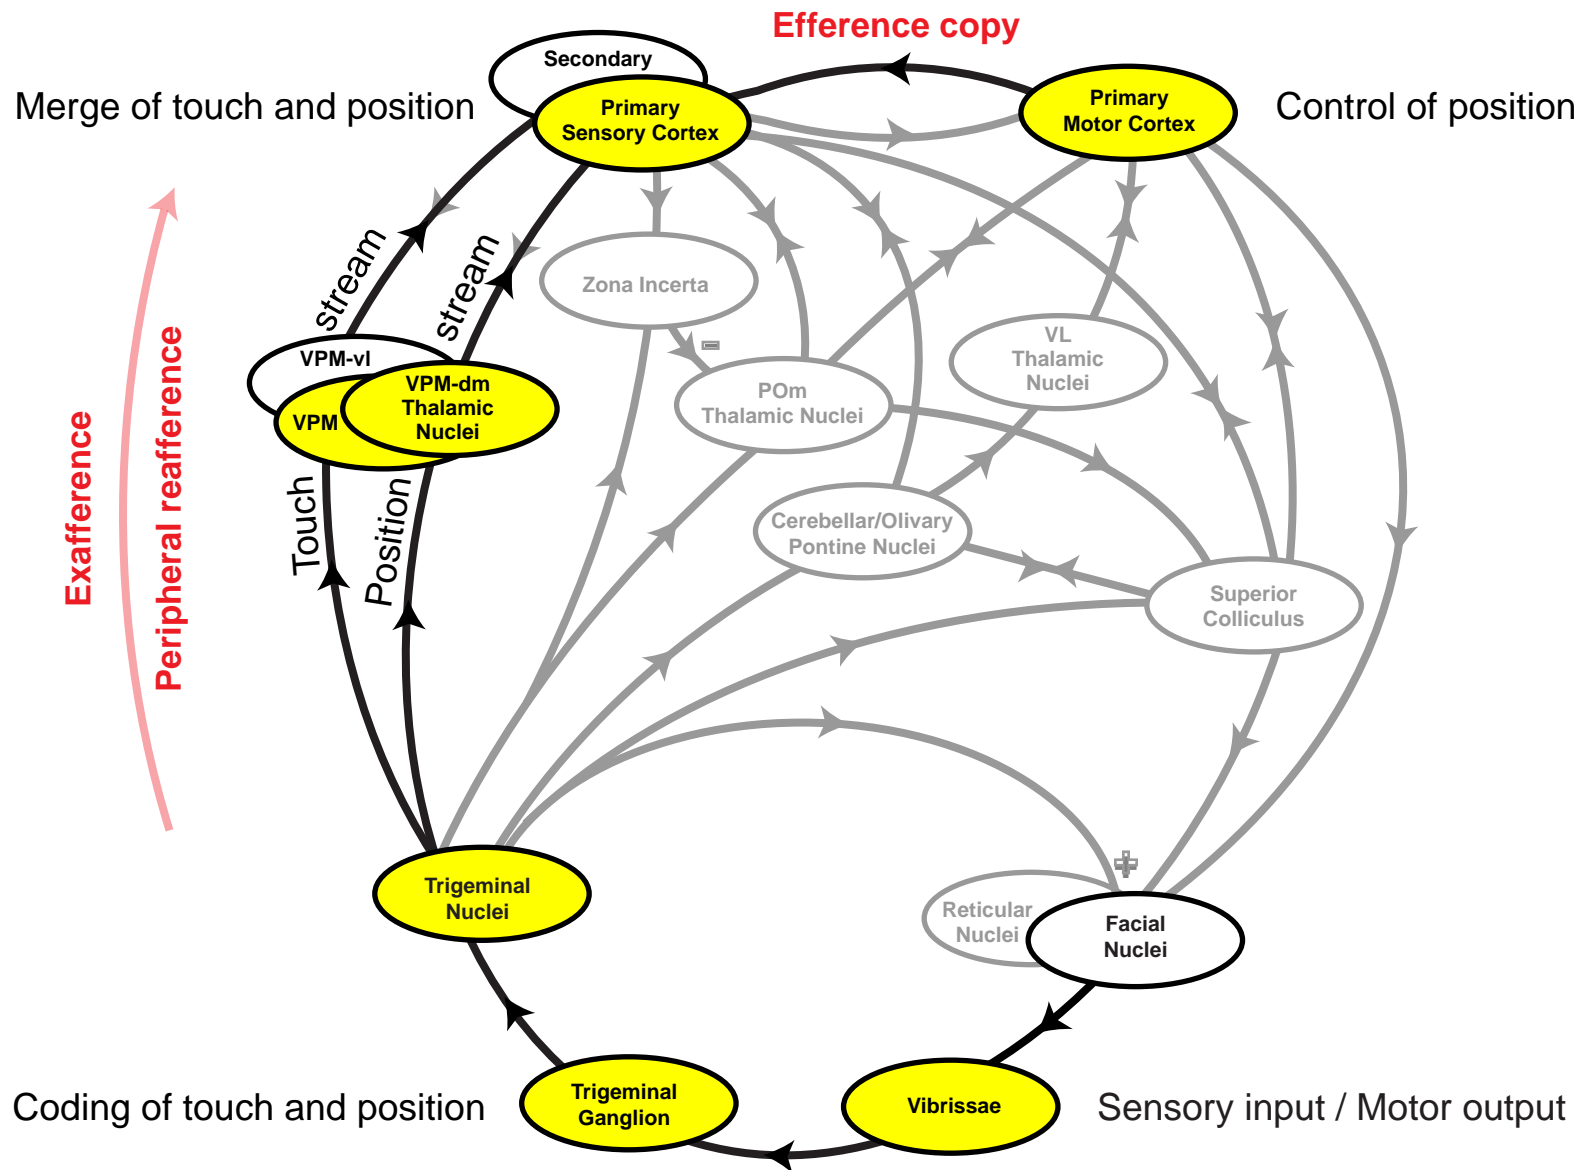 Efference copy
Secondary
Merge of touch and position
Primary
Sensory Cortex
Primary
Motor Cortex
Control of position
stream
stream
Zona Incerta
VPM-vl
VPM
VPM-dm
Thalamic
Nuclei
POm
Thalamic Nuclei
VL
Thalamic
Nuclei
Exafference
Peripheral reafference
Touch
Position
Cerebellar/Olivary
Pontine Nuclei
Superior
Colliculus
Trigeminal
Nuclei
Reticular
Nuclei
Facial
Nuclei
Coding of touch and position
Trigeminal
Ganglion
Vibrissae
Sensory input / Motor output